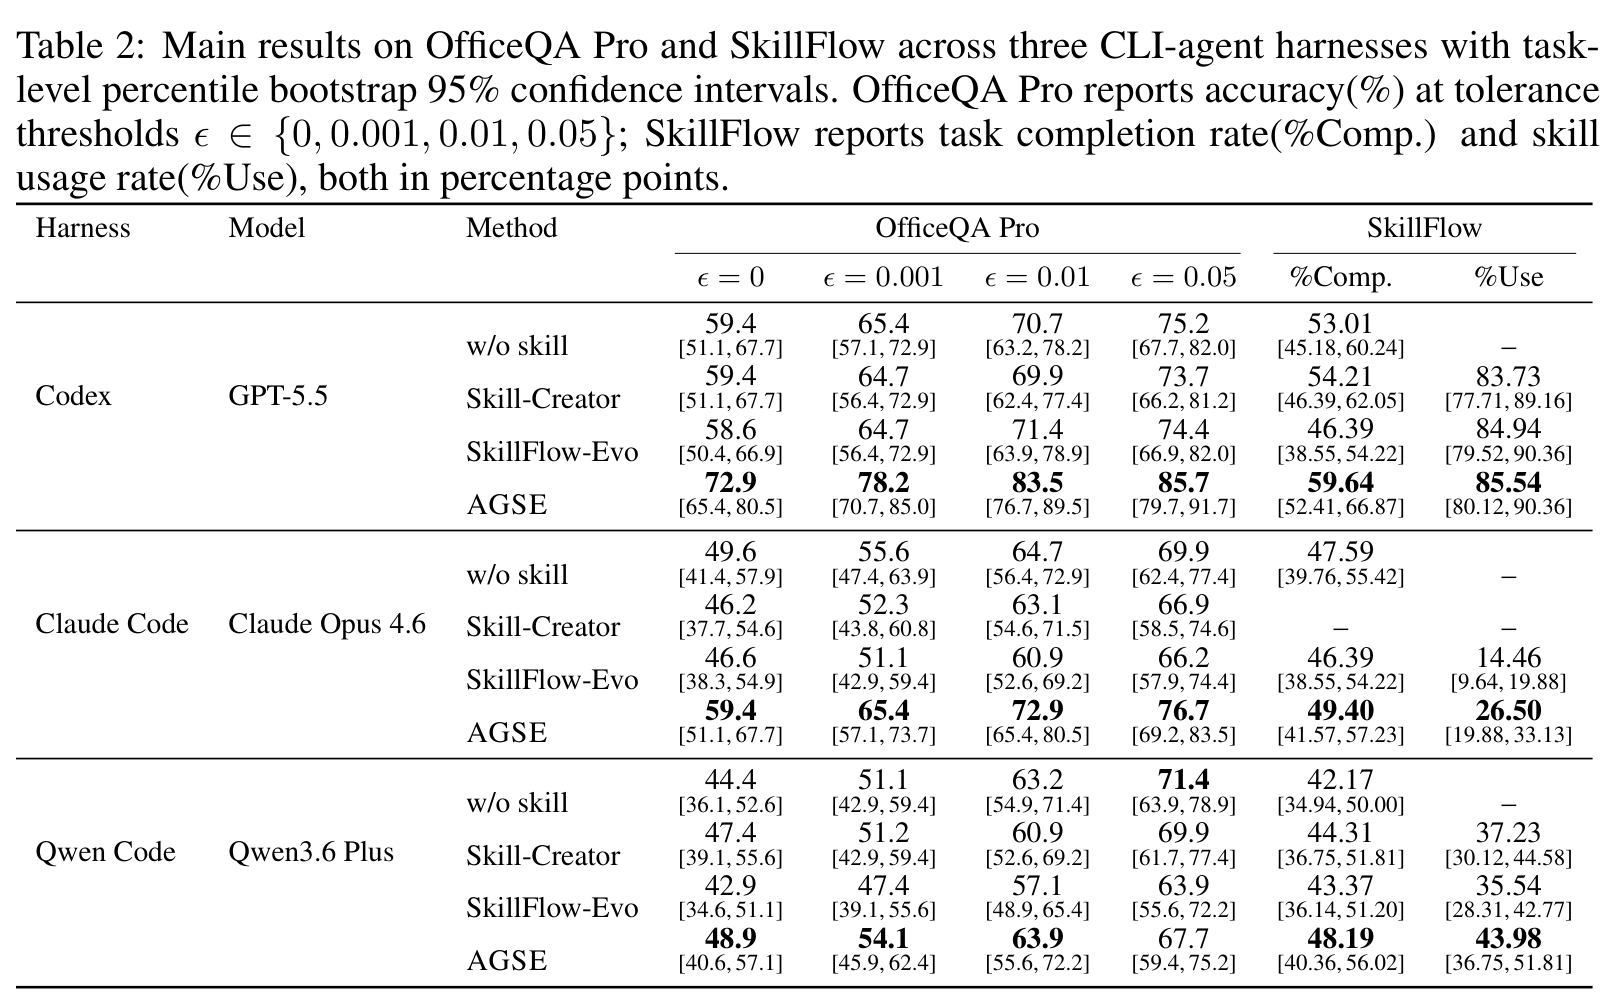 Table 2: Main results on OfficeQA Pro and SkillFlow across three CLI-agent harnesses with task-
level percentile bootstrap 95% confidence intervals. OfficeQA Pro reports accuracy(%) at tolerance
thresholds ϵ ∈ {0, 0.001, 0.01, 0.05}; SkillFlow reports task completion rate(%Comp.) and skill
usage rate(%Use), both in percentage points.
Harness Model Method OfficeQA Pro SkillFlow
ϵ = 0 ϵ = 0.001 ϵ = 0.01 ϵ = 0.05 %Comp. %Use
59.4 65.4 70.7 75.2 53.01
w/o skill [51.1, 67.7] [57.1, 72.9] [63.2, 78.2] [67.7, 82.0] [45.18, 60.24] –
59.4 64.7 69.9 73.7 54.21 83.73
Codex GPT-5.5 Skill-Creator [51.1, 67.7] [56.4, 72.9] [62.4, 77.4] [66.2, 81.2] [46.39, 62.05] [77.71, 89.16]
58.6 64.7 71.4 74.4 46.39 84.94
SkillFlow-Evo [50.4, 66.9] [56.4, 72.9] [63.9, 78.9] [66.9, 82.0] [38.55, 54.22] [79.52, 90.36]
72.9 78.2 83.5 85.7 59.64 85.54
AGSE [65.4, 80.5] [70.7, 85.0] [76.7, 89.5] [79.7, 91.7] [52.41, 66.87] [80.12, 90.36]
49.6 55.6 64.7 69.9 47.59
w/o skill [41.4, 57.9] [47.4, 63.9] [56.4, 72.9] [62.4, 77.4] [39.76, 55.42] –
46.2 52.3 63.1 66.9
Claude Code Claude Opus 4.6 Skill-Creator [37.7, 54.6] [43.8, 60.8] [54.6, 71.5] [58.5, 74.6] – –
46.6 51.1 60.9 66.2 46.39 14.46
SkillFlow-Evo [38.3, 54.9] [42.9, 59.4] [52.6, 69.2] [57.9, 74.4] [38.55, 54.22] [9.64, 19.88]
59.4 65.4 72.9 76.7 49.40 26.50
AGSE [51.1, 67.7] [57.1, 73.7] [65.4, 80.5] [69.2, 83.5] [41.57, 57.23] [19.88, 33.13]
44.4 51.1 63.2 71.4 42.17
w/o skill [36.1, 52.6] [42.9, 59.4] [54.9, 71.4] [63.9, 78.9] [34.94, 50.00] –
47.4 51.2 60.9 69.9 44.31 37.23
Qwen Code Qwen3.6 Plus Skill-Creator [39.1, 55.6] [42.9, 59.4] [52.6, 69.2] [61.7, 77.4] [36.75, 51.81] [30.12, 44.58]
42.9 47.4 57.1 63.9 43.37 35.54
SkillFlow-Evo [34.6, 51.1] [39.1, 55.6] [48.9, 65.4] [55.6, 72.2] [36.14, 51.20] [28.31, 42.77]
48.9 54.1 63.9 67.7 48.19 43.98
AGSE [40.6, 57.1] [45.9, 62.4] [55.6, 72.2] [59.4, 75.2] [40.36, 56.02] [36.75, 51.81]